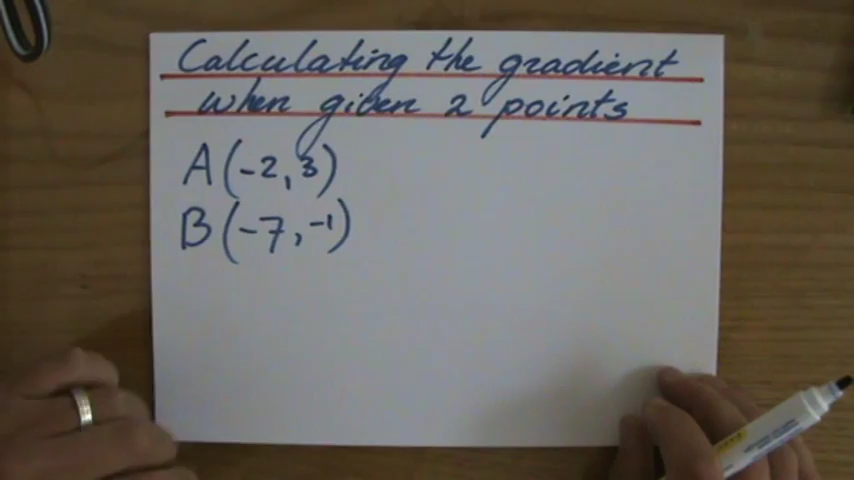 Calculating the gradient
when given 2 points
A(-2, 3)
B(-7, -1)